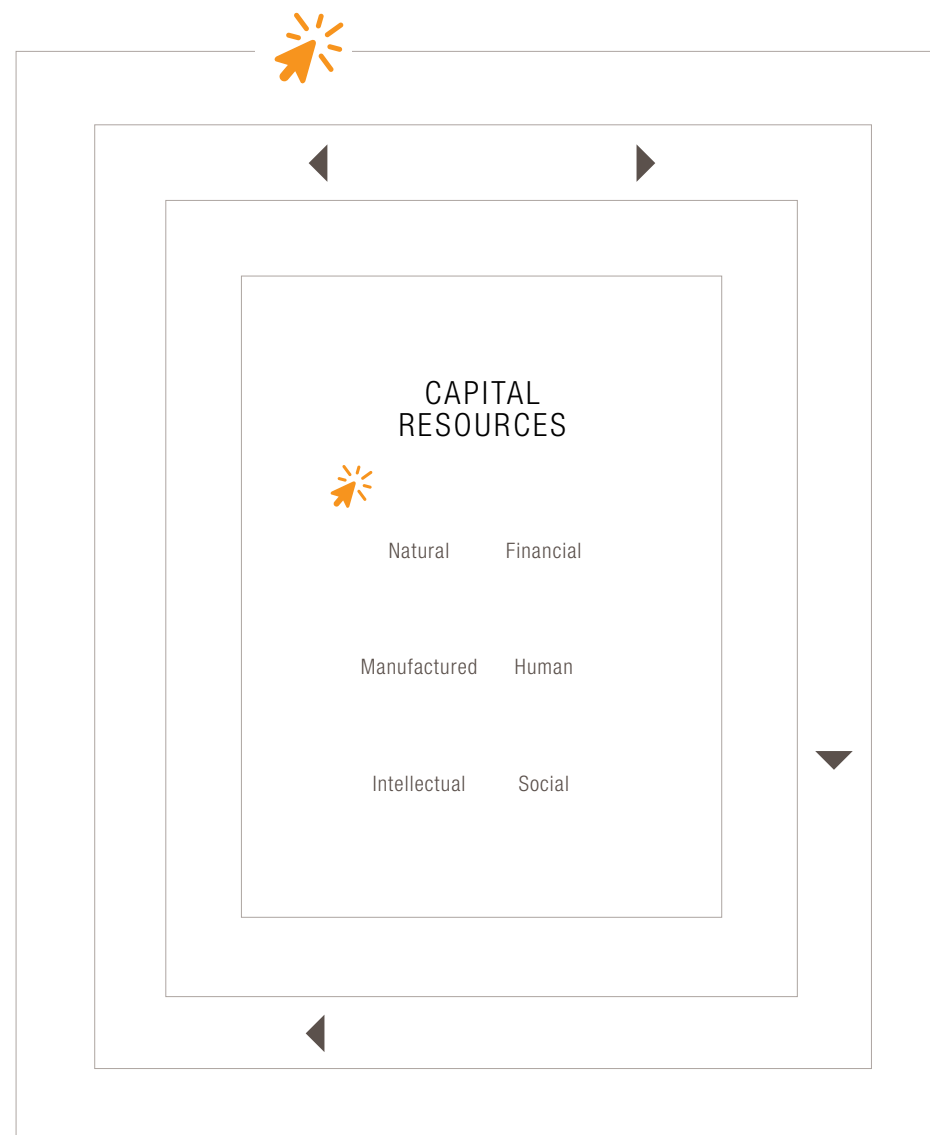 CAPITAL
RESOURCES
Natural Financial
Manufactured Human
Intellectual Social